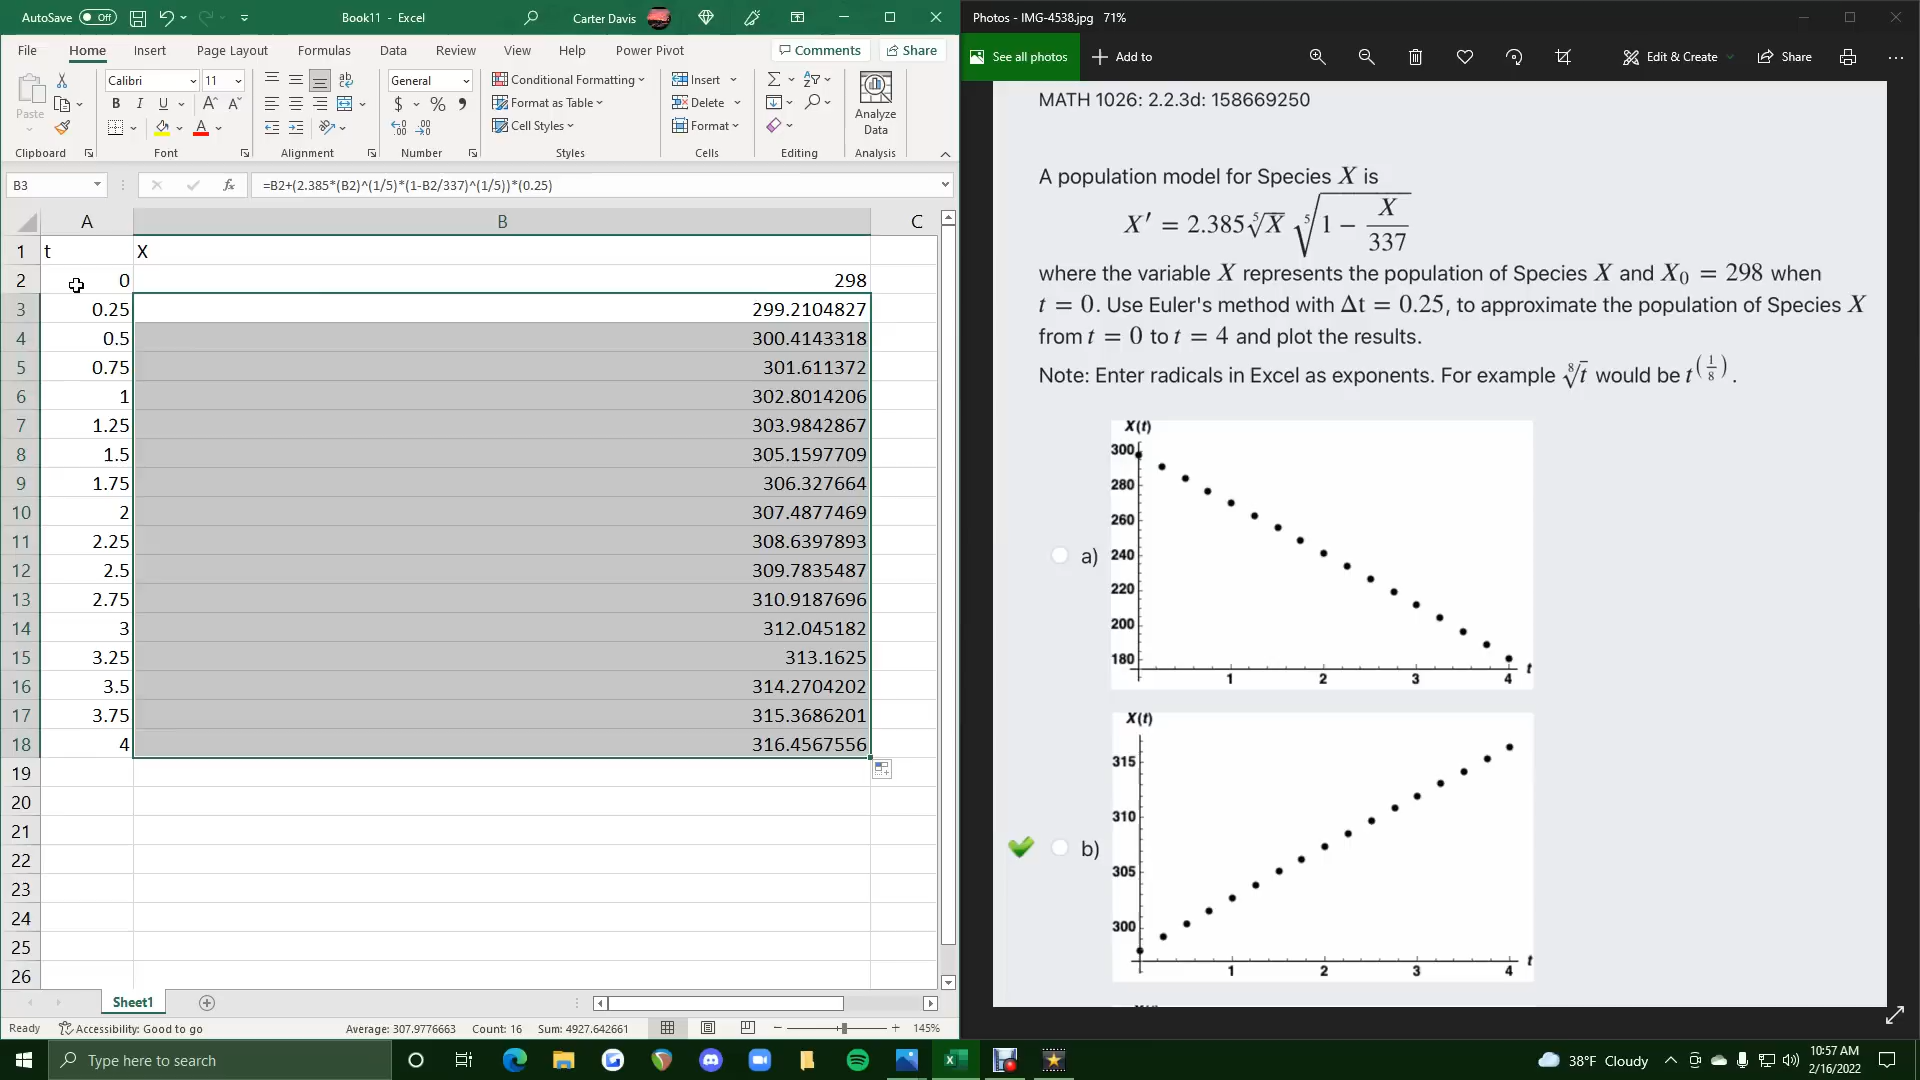 AutoSave Off
Book11 - Excel
Carter Davis
File Home Insert Page Layout Formulas Data Review View Help Power Pivot Comments Share
Paste
Calibri 11
B I U
General
$ % ,
Conditional Formatting
Format as Table
Cell Styles
Insert
Delete
Format
Analyze
Data
Clipboard Font Alignment Number Styles Cells Editing Analysis
B3 fx =B2+(2.385*(B2)^(1/5)*(1-B2/337)^(1/5))*(0.25)
A B C
1 t X
2 0 298
3 0.25 299.2104827
4 0.5 300.4143318
5 0.75 301.611372
6 1 302.8014206
7 1.25 303.9842867
8 1.5 305.1597709
9 1.75 306.327664
10 2 307.4877469
11 2.25 308.6397893
12 2.5 309.7835487
13 2.75 310.9187696
14 3 312.045182
15 3.25 313.1625
16 3.5 314.2704202
17 3.75 315.3686201
18 4 316.4567556
19
20
21
22
23
24
25
26
Sheet1
Ready Accessibility: Good to go Average: 307.9776663 Count: 16 Sum: 4927.642661 145%
Photos - IMG-4538.jpg 71%
See all photos Add to Edit & Create Share
MATH 1026: 2.2.3d: 158669250
A population model for Species X is
X′ = 2.385⁵√X ⁵√(1 − X/337)
where the variable X represents the population of Species X and X₀ = 298 when
t = 0. Use Euler's method with Δt = 0.25, to approximate the population of Species X
from t = 0 to t = 4 and plot the results.
Note: Enter radicals in Excel as exponents. For example ⁸√t would be t^(1/8).
a)
X(t)
300
280
260
240
220
200
180
1 2 3 4 t
b)
X(t)
315
310
305
300
1 2 3 4 t
Type here to search
38°F Cloudy
10:57 AM
2/16/2022